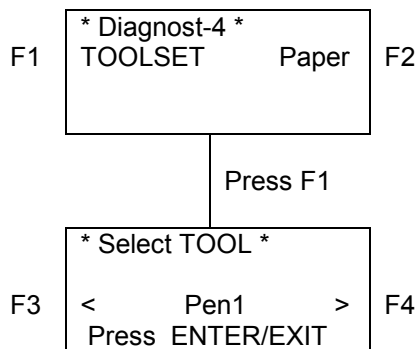 * Diagnost-4 *
F1 TOOLSET Paper F2
Press F1
* Select TOOL *
F3 < Pen1 > F4
Press ENTER/EXIT